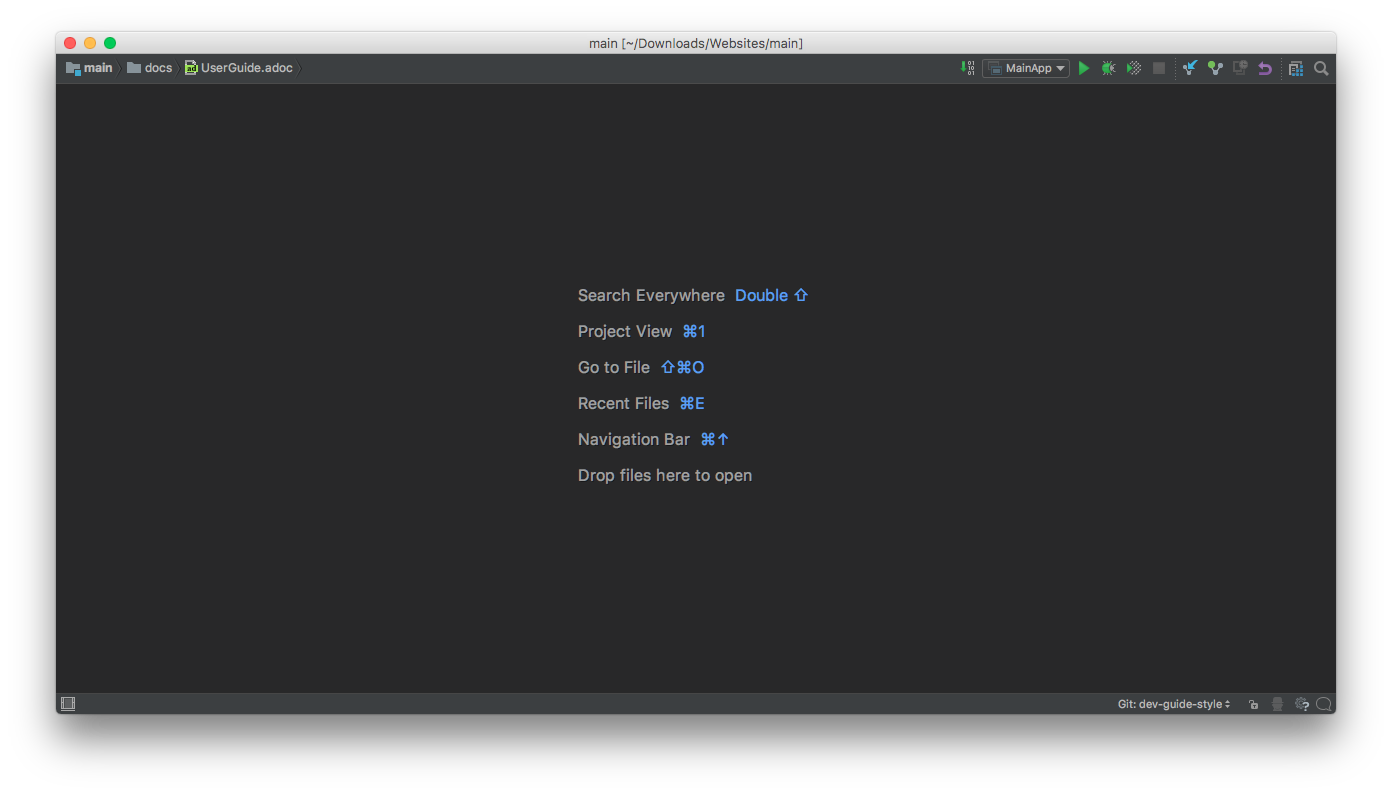 main [~/Downloads/Websites/main]
main docs UserGuide.adoc MainApp
Search Everywhere Double ⇧
Project View ⌘1
Go to File ⇧⌘O
Recent Files ⌘E
Navigation Bar ⌘↑
Drop files here to open
Git: dev-guide-style